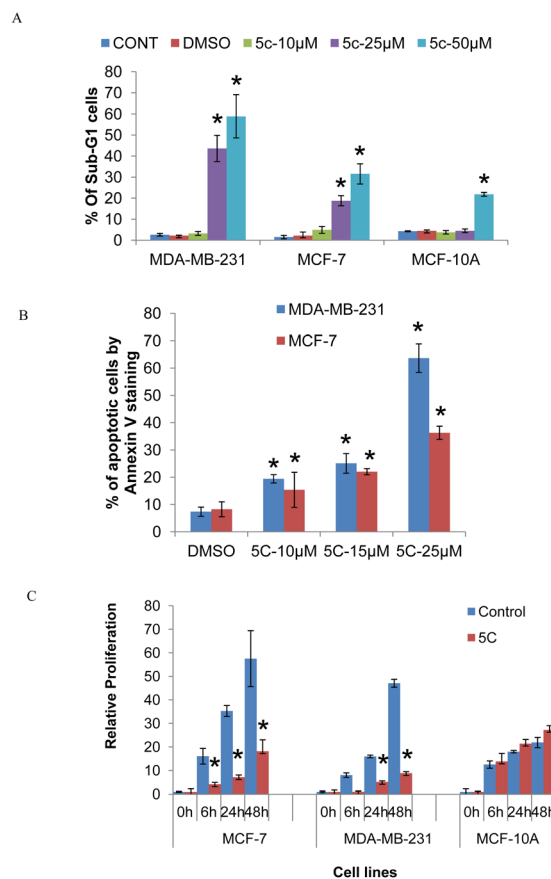 A
CONT DMSO 5c-10µM 5c-25µM 5c-50µM
% Of Sub-G1 cells
80
70
60
50
40
30
20
10
0
* * * * *
MDA-MB-231 MCF-7 MCF-10A
B
% of apoptotic cells by
Annexin V staining
MDA-MB-231
MCF-7
80
70
60
50
40
30
20
10
0
* * * * * *
DMSO 5C-10µM 5C-15µM 5C-25µM
C
Relative Proliferation
Control
5C
80
70
60
50
40
30
20
10
0
* * * * *
0h 6h 24h 48h 0h 6h 24h 48h 0h 6h 24h 48h
MCF-7 MDA-MB-231 MCF-10A
Cell lines